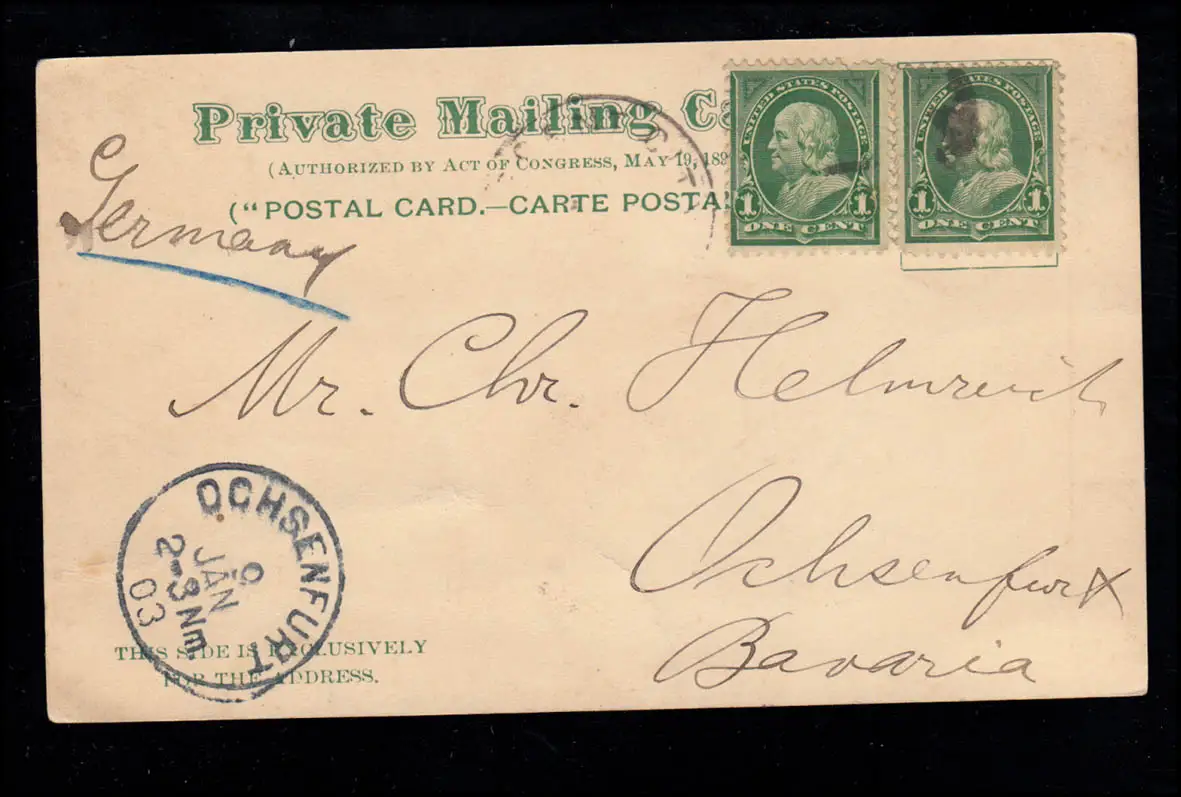 Private Mailing Ca
(AUTHORIZED BY ACT OF CONGRESS, MAY 19, 189
("POSTAL CARD.—CARTE POSTA
UNITED STATES POSTAGE
1 ONE CENT 1
UNITED STATES POSTAGE
1 ONE CENT 1
Germany
Mr. Chr. Helmreich
Ochsenfurt
Bavaria
OCHSENFURT
9
JAN
2-3 Nm.
03
THIS SIDE IS EXCLUSIVELY
FOR THE ADDRESS.